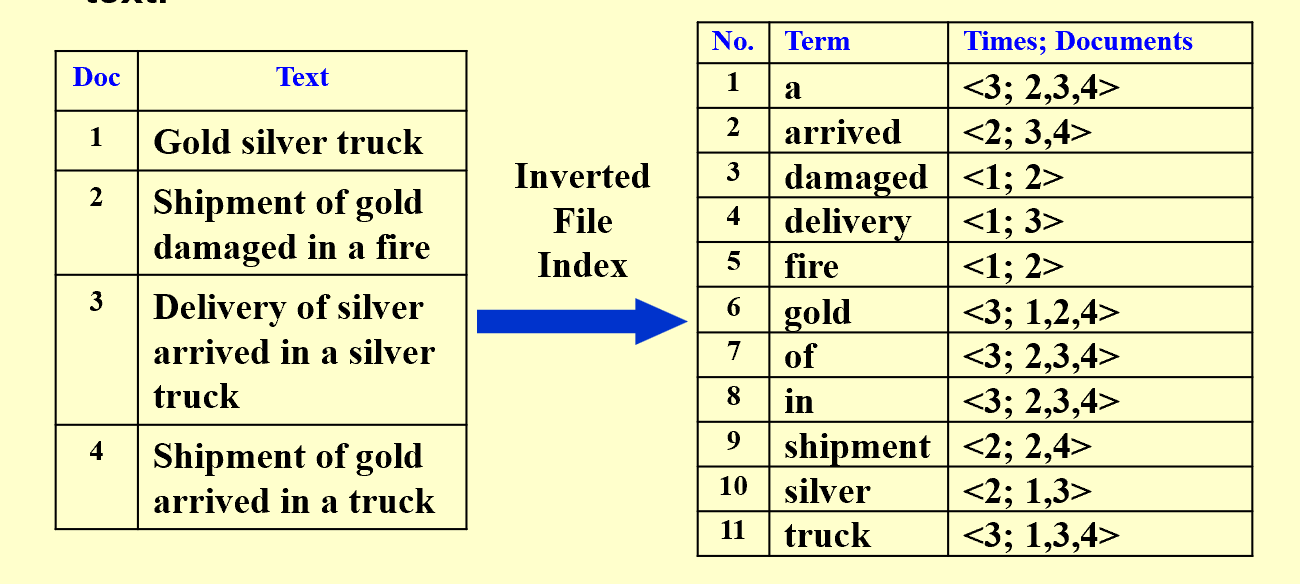 text.
Doc Text
1 Gold silver truck
2 Shipment of gold
damaged in a fire
3 Delivery of silver
arrived in a silver
truck
4 Shipment of gold
arrived in a truck
Inverted
File
Index
No. Term Times; Documents
1 a <3; 2,3,4>
2 arrived <2; 3,4>
3 damaged <1; 2>
4 delivery <1; 3>
5 fire <1; 2>
6 gold <3; 1,2,4>
7 of <3; 2,3,4>
8 in <3; 2,3,4>
9 shipment <2; 2,4>
10 silver <2; 1,3>
11 truck <3; 1,3,4>